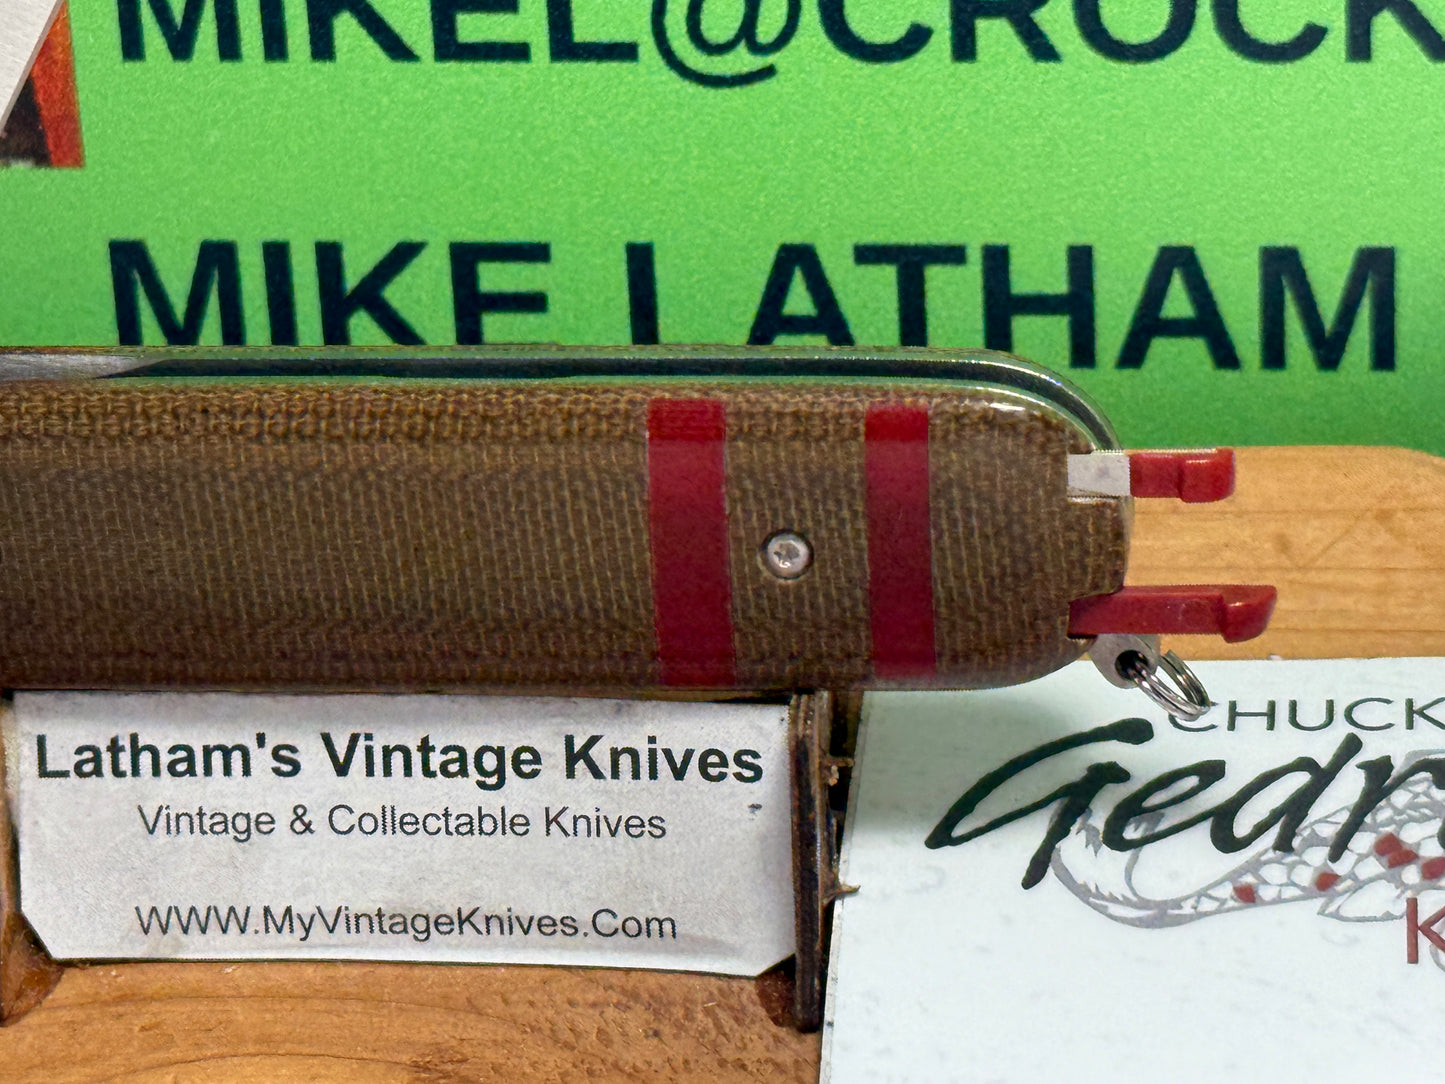 MIKEL@CROCK
MIKE LATHAM
Latham's Vintage Knives
Vintage & Collectable Knives
WWW.MyVintageKnives.Com
CHUCK
Gedr
K